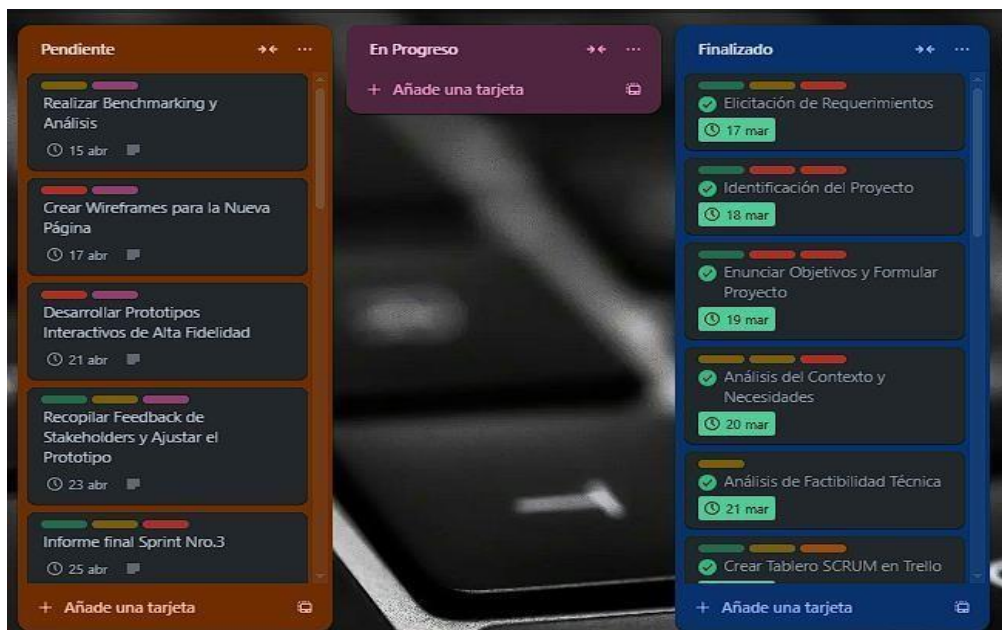 Pendiente
Realizar Benchmarking y
Análisis
15 abr
Crear Wireframes para la Nueva
Página
17 abr
Desarrollar Prototipos
Interactivos de Alta Fidelidad
21 abr
Recopilar Feedback de
Stakeholders y Ajustar el
Prototipo
23 abr
Informe final Sprint Nro.3
25 abr
+ Añade una tarjeta
En Progreso
+ Añade una tarjeta
Finalizado
Elicitación de Requerimientos
17 mar
Identificación del Proyecto
18 mar
Enunciar Objetivos y Formular
Proyecto
19 mar
Análisis del Contexto y
Necesidades
20 mar
Análisis de Factibilidad Técnica
21 mar
Crear Tablero SCRUM en Trello
+ Añade una tarjeta